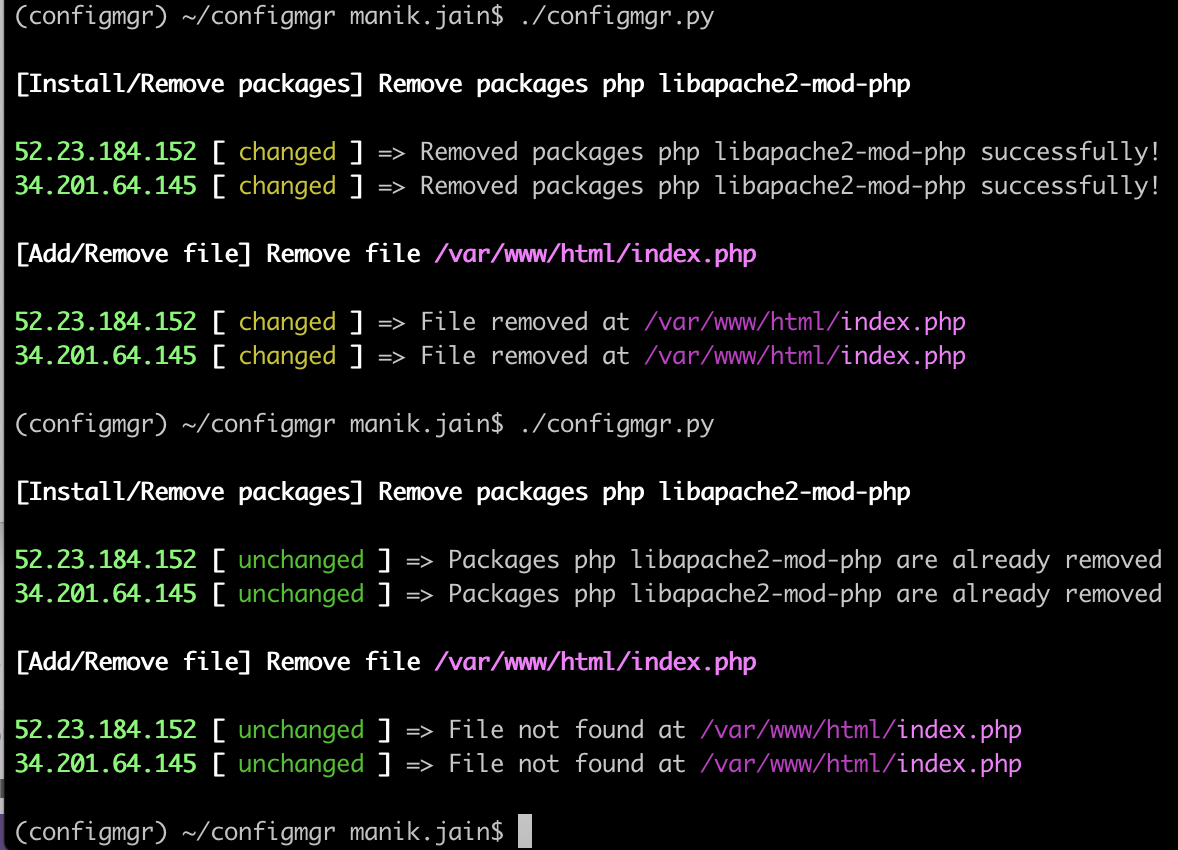 (configmgr) ~/configmgr manik.jain$ ./configmgr.py
[Install/Remove packages] Remove packages php libapache2-mod-php
52.23.184.152 [ changed ] => Removed packages php libapache2-mod-php successfully!
34.201.64.145 [ changed ] => Removed packages php libapache2-mod-php successfully!
[Add/Remove file] Remove file /var/www/html/index.php
52.23.184.152 [ changed ] => File removed at /var/www/html/index.php
34.201.64.145 [ changed ] => File removed at /var/www/html/index.php
(configmgr) ~/configmgr manik.jain$ ./configmgr.py
[Install/Remove packages] Remove packages php libapache2-mod-php
52.23.184.152 [ unchanged ] => Packages php libapache2-mod-php are already removed
34.201.64.145 [ unchanged ] => Packages php libapache2-mod-php are already removed
[Add/Remove file] Remove file /var/www/html/index.php
52.23.184.152 [ unchanged ] => File not found at /var/www/html/index.php
34.201.64.145 [ unchanged ] => File not found at /var/www/html/index.php
(configmgr) ~/configmgr manik.jain$